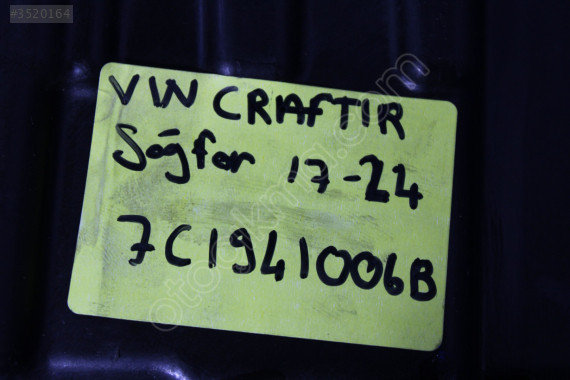 #3520164
VW CRAFTIR
Sağfar 17-24
7C1941006B